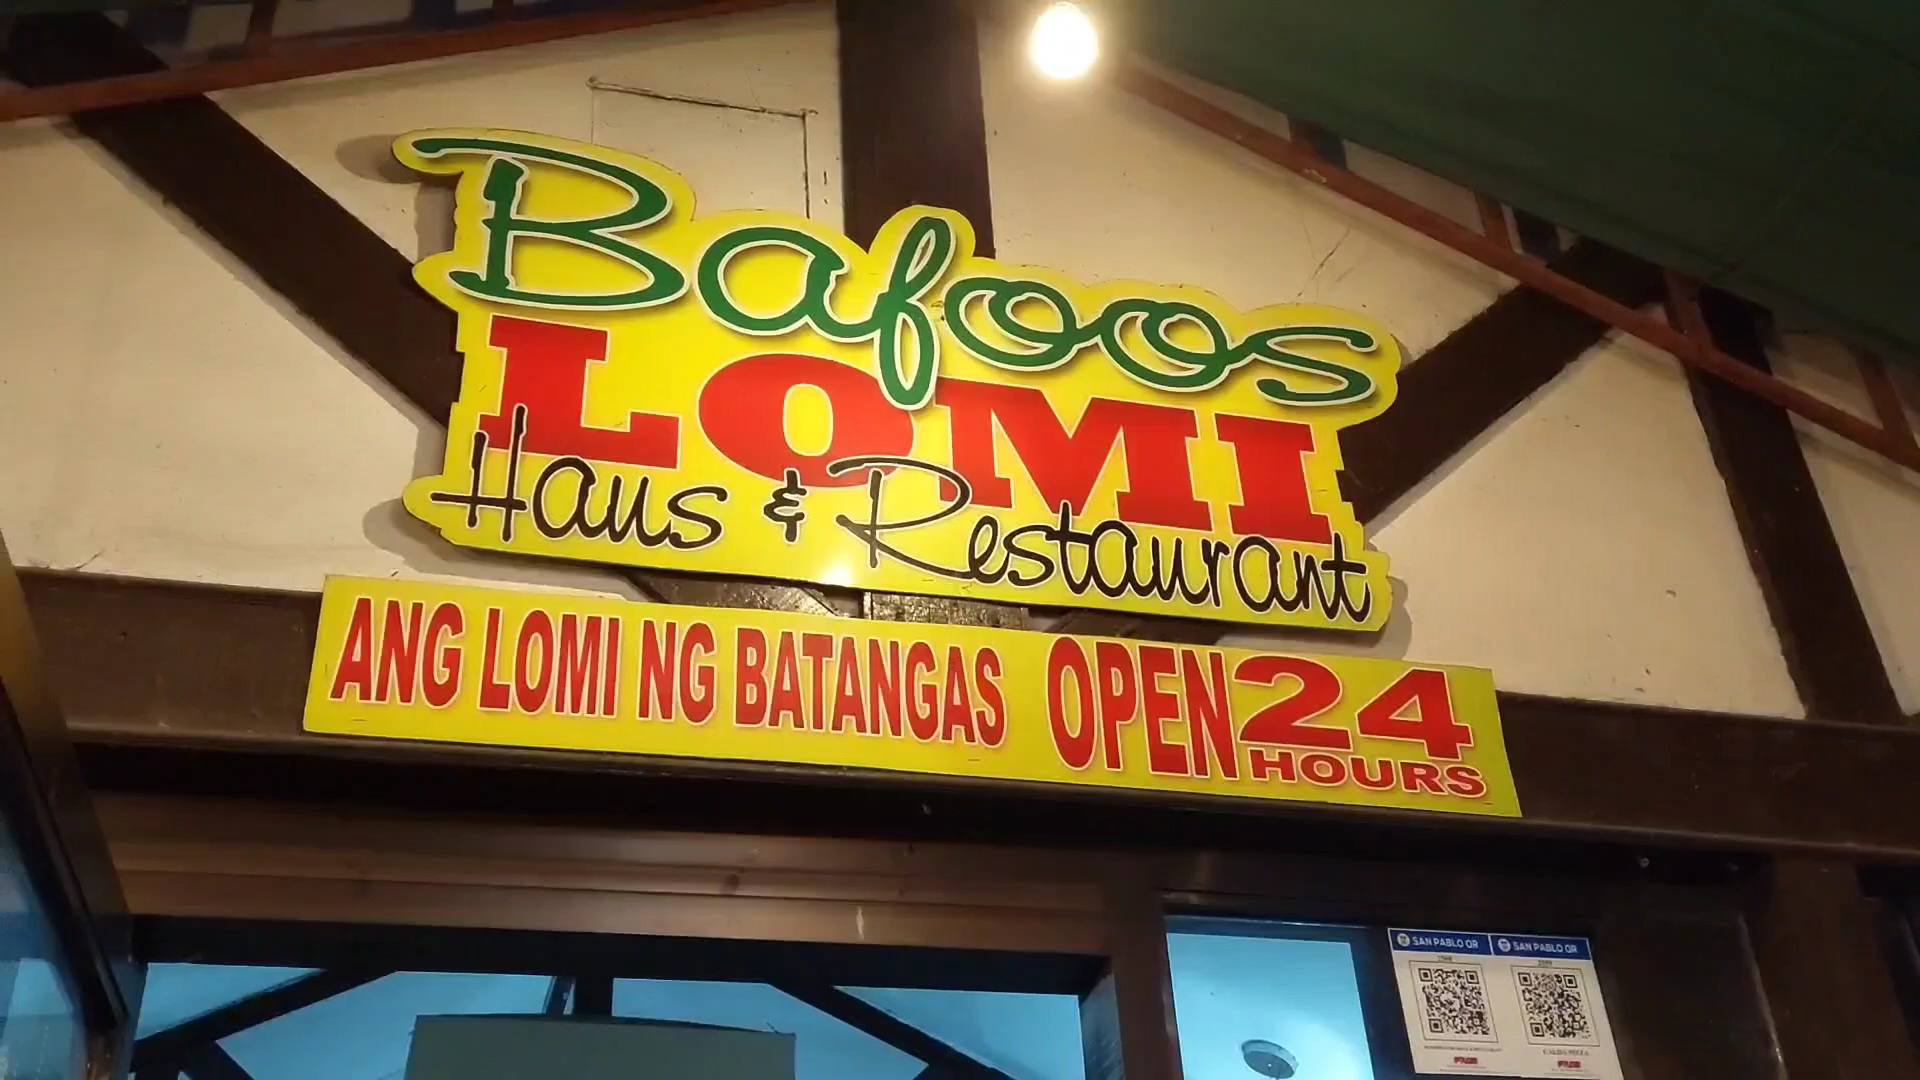 Bafoos
LOMI
Haus & Restaurant
ANG LOMI NG BATANGAS OPEN 24 HOURS
SAN PABLO QR
SAN PABLO QR